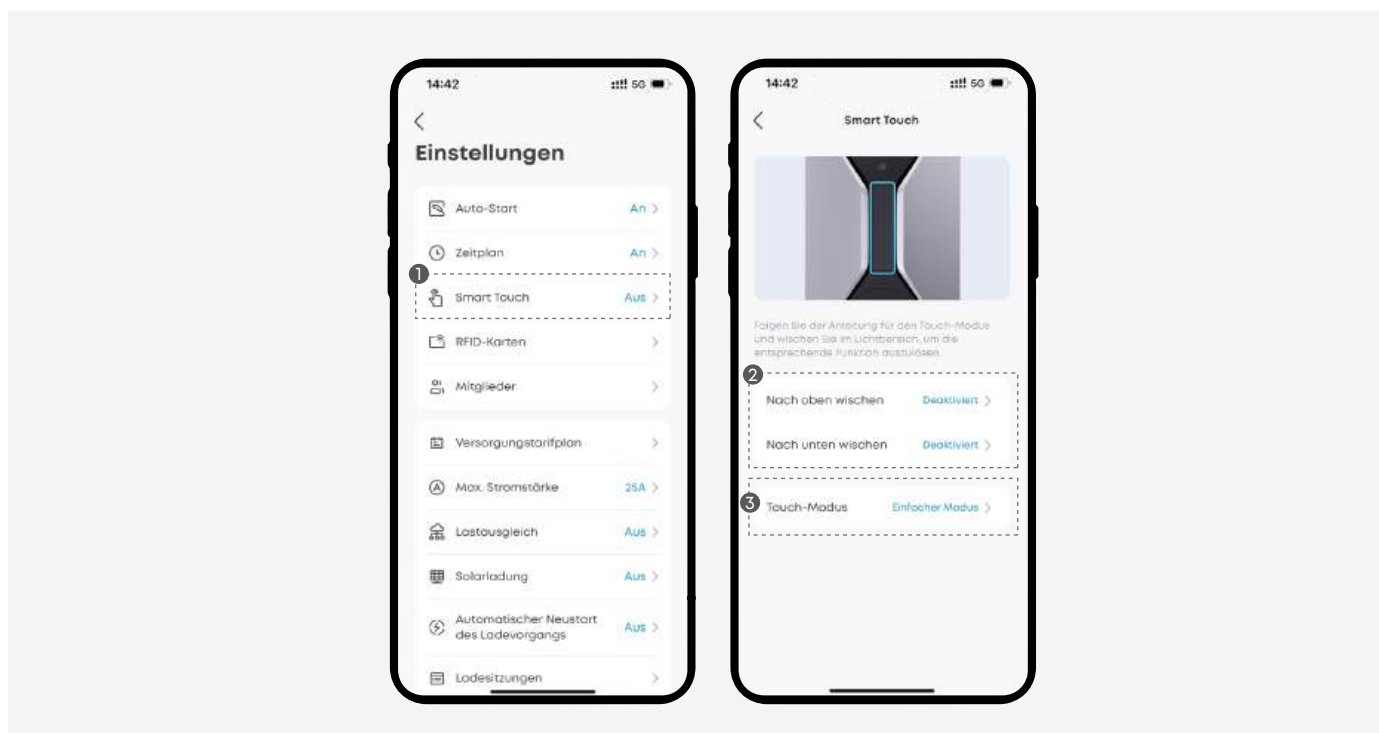 14:42
5G
Einstellungen
Auto-Start An
Zeitplan An
1
Smart Touch Aus
RFID-Karten
Mitglieder
Versorgungstarifplan
Max. Stromstärke 25A
Lastausgleich Aus
Solarladung Aus
Automatischer Neustart
des Ladevorgangs Aus
Ladesitzungen
14:42
5G
Smart Touch
Folgen Sie der Anleitung für den Touch-Modus
und wischen Sie im Lichtbereich, um die
entsprechende Funktion auszulösen.
2
Nach oben wischen Deaktiviert
Nach unten wischen Deaktiviert
3
Touch-Modus Einfacher Modus